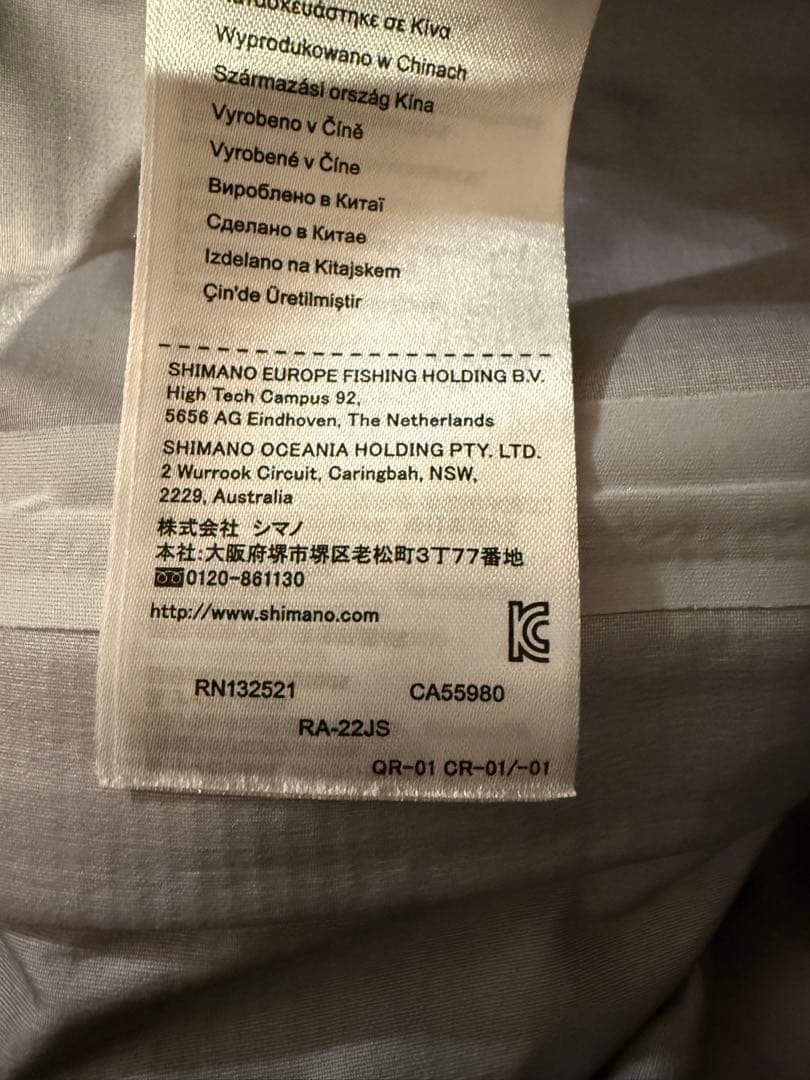 Κατασκευάστηκε σε Κίνα
Wyprodukowano w Chinach
Származási ország Kína
Vyrobeno v Číně
Vyrobené v Číne
Вироблено в Китаї
Сделано в Китае
Izdelano na Kitajskem
Çin'de Üretilmiştir
SHIMANO EUROPE FISHING HOLDING B.V.
High Tech Campus 92,
5656 AG Eindhoven, The Netherlands
SHIMANO OCEANIA HOLDING PTY. LTD.
2 Wurrook Circuit, Caringbah, NSW,
2229, Australia
株式会社 シマノ
本社:大阪府堺市堺区老松町3丁77番地
0120-861130
http://www.shimano.com
RN132521 CA55980
RA-22JS
QR-01 CR-01/-01